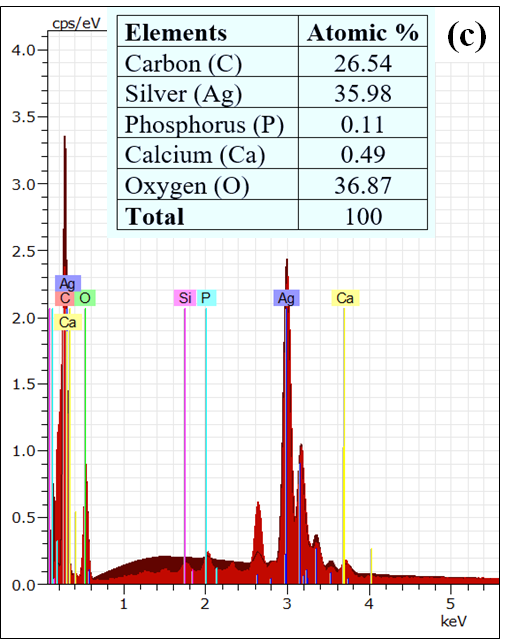 cps/eV
(c)
Elements Atomic %
Carbon (C) 26.54
Silver (Ag) 35.98
Phosphorus (P) 0.11
Calcium (Ca) 0.49
Oxygen (O) 36.87
Total 100
4.0
3.5
3.0
2.5
2.0
1.5
1.0
0.5
0.0
Ag
C O Si P Ag Ca
Ca
1 2 3 4 5
keV